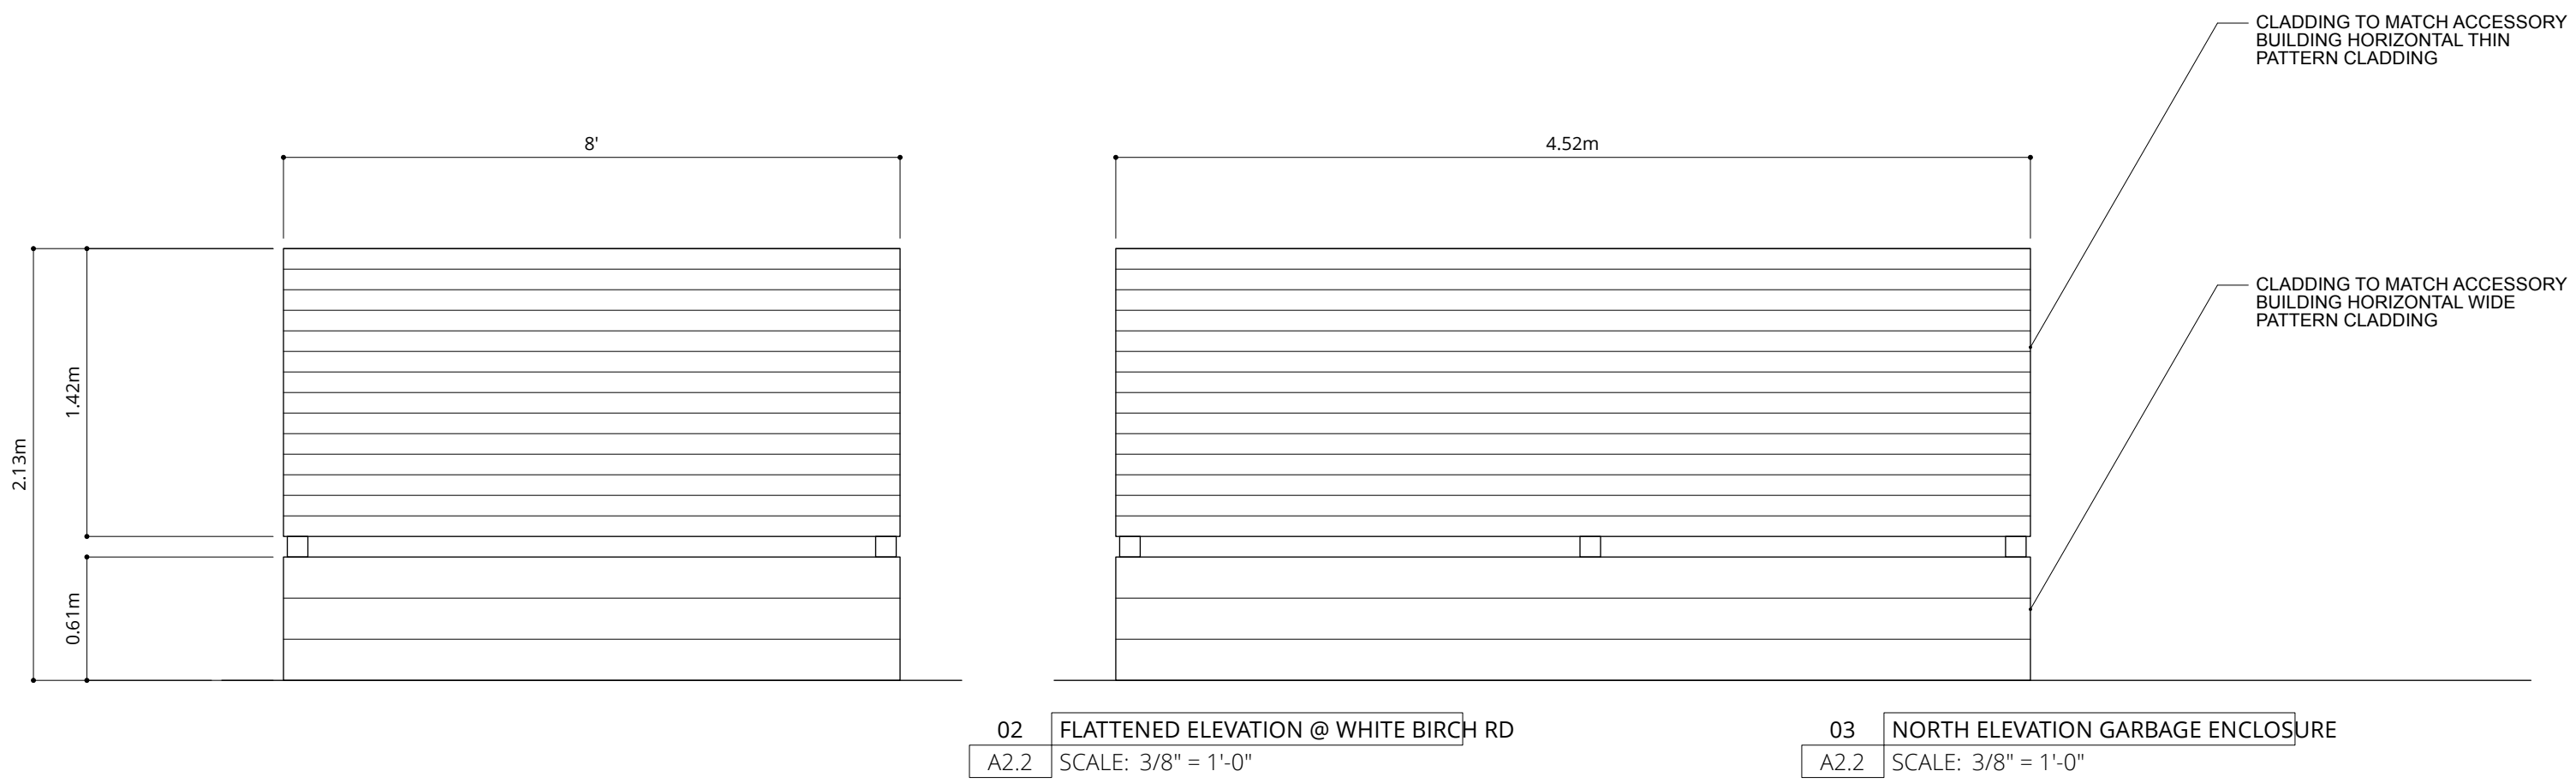 CLADDING TO MATCH ACCESSORY
BUILDING HORIZONTAL THIN
PATTERN CLADDING
8'
4.52m
CLADDING TO MATCH ACCESSORY
BUILDING HORIZONTAL WIDE
PATTERN CLADDING
1.42m
2.13m
0.61m
02 FLATTENED ELEVATION @ WHITE BIRCH RD
A2.2 SCALE: 3/8" = 1'-0"
03 NORTH ELEVATION GARBAGE ENCLOSURE
A2.2 SCALE: 3/8" = 1'-0"